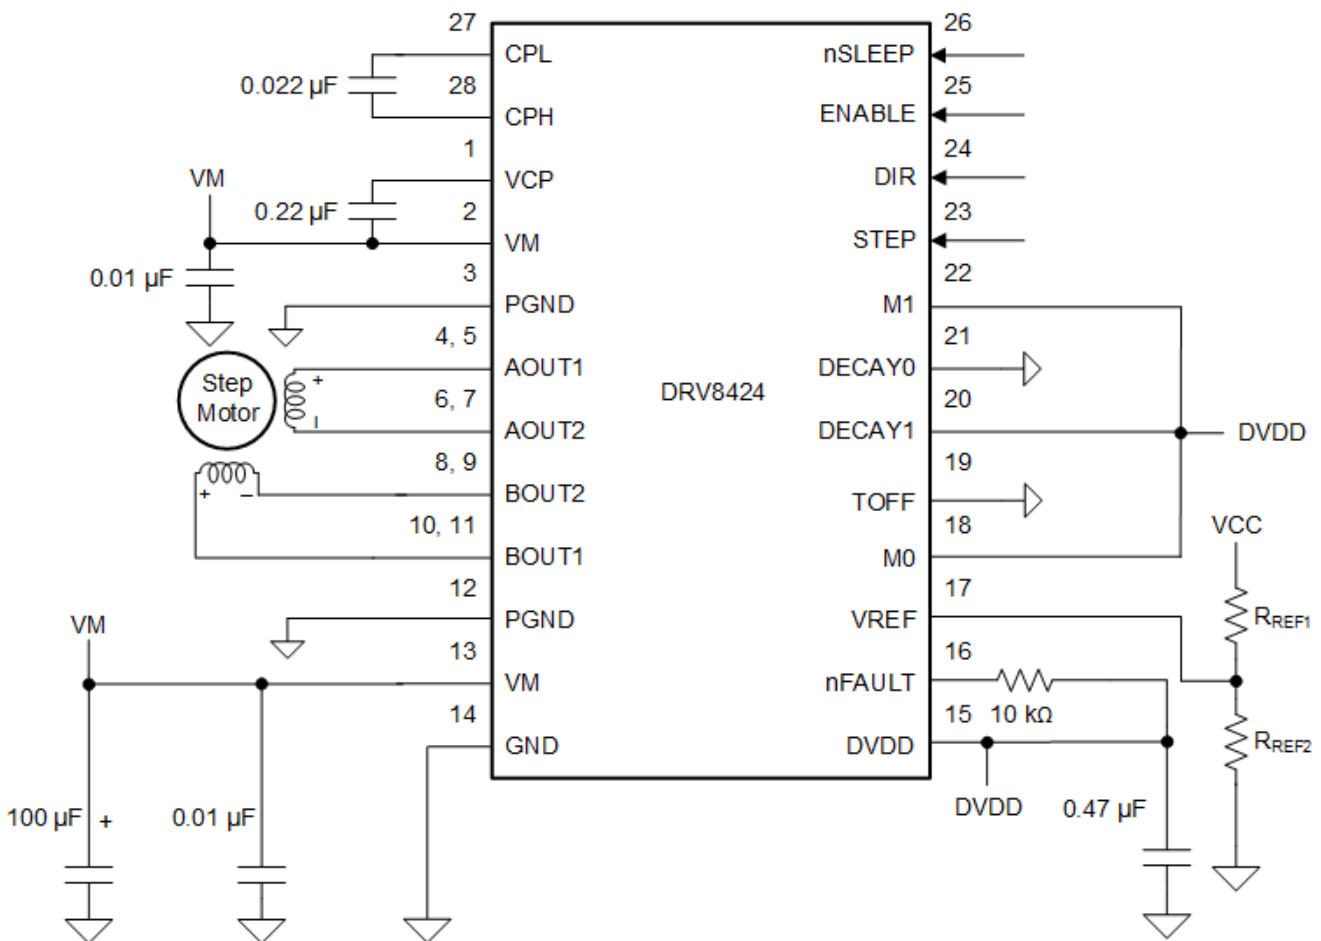 27
CPL
0.022 µF
28
CPH
1
VCP
VM
0.22 µF
2
VM
0.01 µF
3
PGND
4, 5
AOUT1
Step
Motor
+
–
6, 7
AOUT2
8, 9
BOUT2
+ –
10, 11
BOUT1
12
PGND
VM
13
VM
14
GND
100 µF +
0.01 µF
DRV8424
26
nSLEEP
25
ENABLE
24
DIR
23
STEP
22
M1
21
DECAY0
20
DECAY1
DVDD
19
TOFF
18
M0
VCC
17
VREF
RREF1
16
nFAULT
10 kΩ
15
DVDD
RREF2
DVDD
0.47 µF